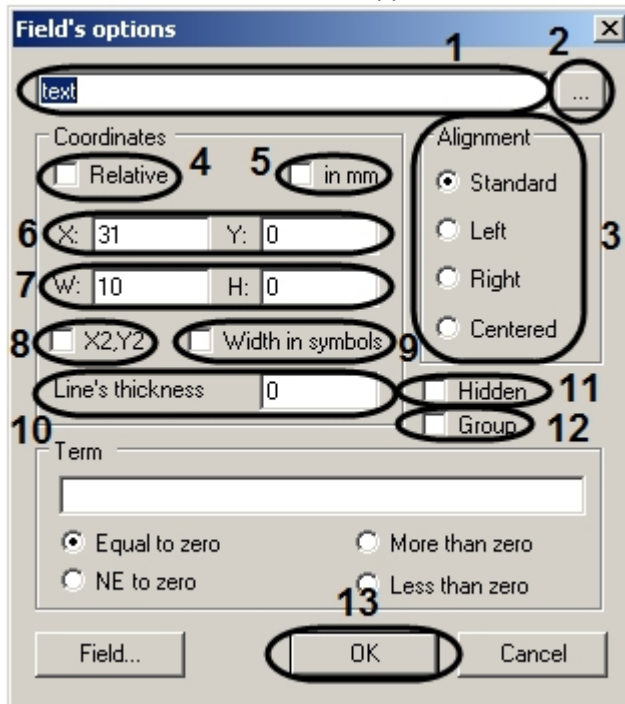 Field's options
1 2
text ...
Coordinates Alignment
Relative 4 5 in mm Standard
6 X: 31 Y: 0 Left 3
7 W: 10 H: 0 Right
8 X2,Y2 Width in symbols 9 Centered
Line's thickness 0 Hidden 11
10 Group 12
Term
Equal to zero More than zero
NE to zero Less than zero
13
Field... OK Cancel